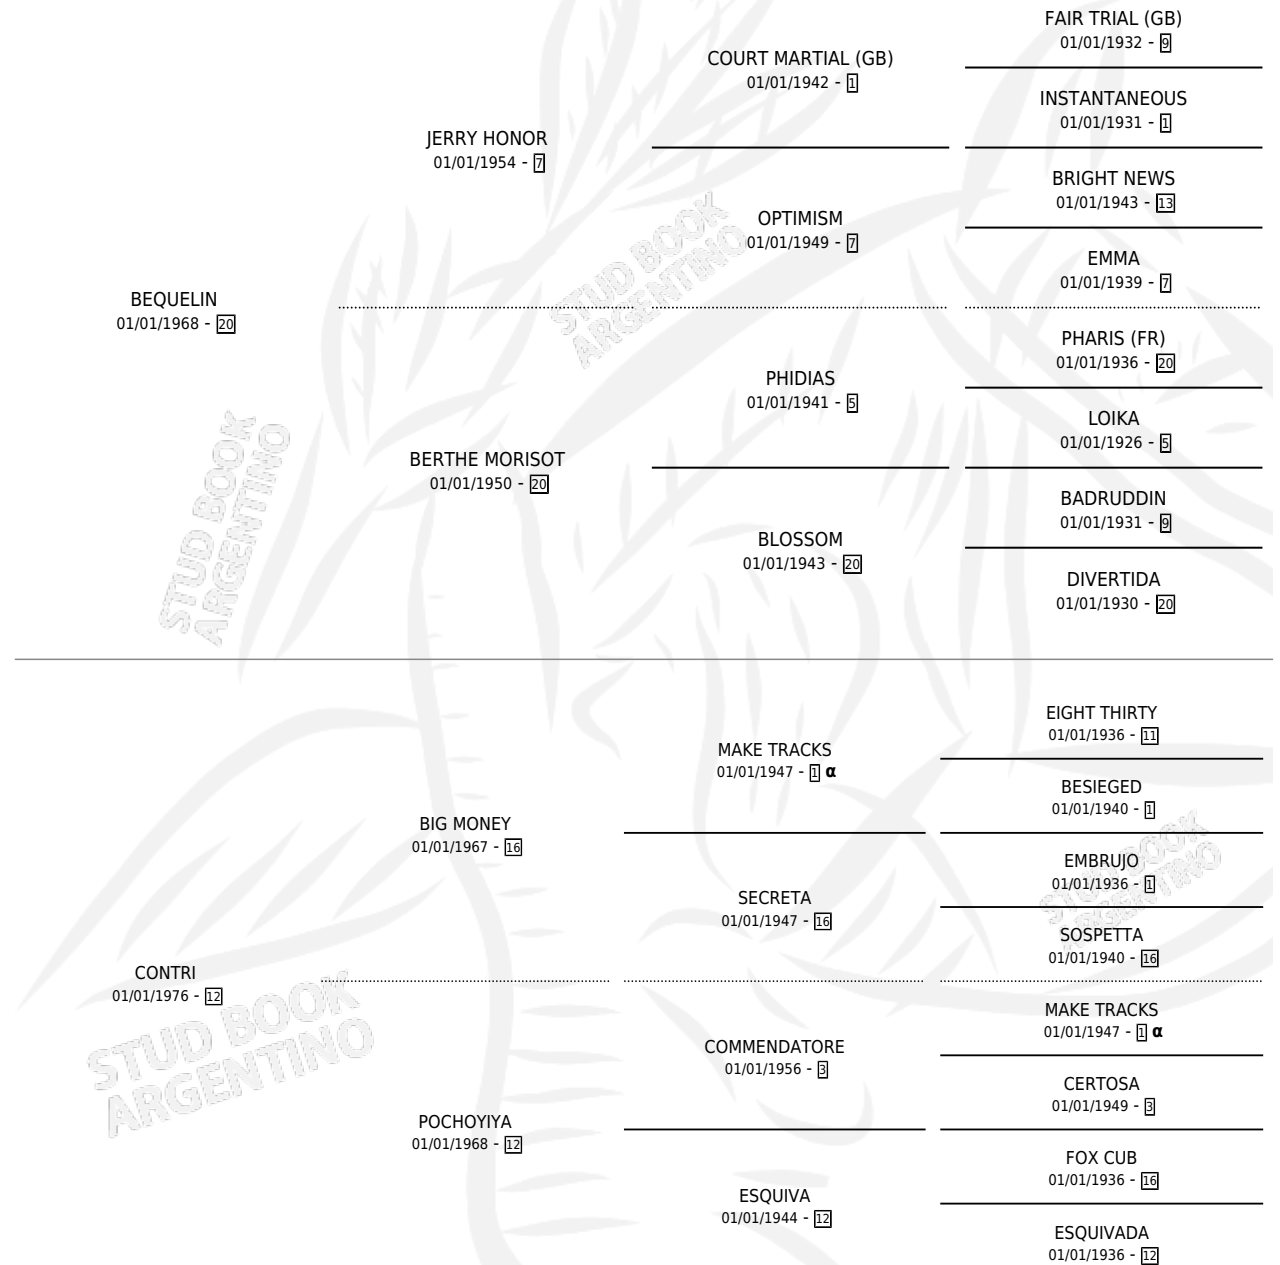 FAIR TRIAL (GB)
01/01/1932 - 9
COURT MARTIAL (GB)
01/01/1942 - 1
INSTANTANEOUS
01/01/1931 - 1
JERRY HONOR
01/01/1954 - 7
BRIGHT NEWS
01/01/1943 - 13
OPTIMISM
01/01/1949 - 7
EMMA
01/01/1939 - 7
STUD BOOK
ARGENTINO
BEQUELIN
01/01/1968 - 20
PHARIS (FR)
01/01/1936 - 20
PHIDIAS
01/01/1941 - 5
LOIKA
01/01/1926 - 5
BERTHE MORISOT
01/01/1950 - 20
BADRUDDIN
01/01/1931 - 9
BLOSSOM
01/01/1943 - 20
DIVERTIDA
01/01/1930 - 20
STUD BOOK
ARGENTINO
EIGHT THIRTY
01/01/1936 - 11
MAKE TRACKS
01/01/1947 - 1 α
BESIEGED
01/01/1940 - 1
BIG MONEY
01/01/1967 - 16
EMBRUJO
01/01/1936 - 1
SECRETA
01/01/1947 - 16
SOSPETTA
01/01/1940 - 16
STUD BOOK
ARGENTINO
CONTRI
01/01/1976 - 12
MAKE TRACKS
01/01/1947 - 1 α
COMMENDATORE
01/01/1956 - 3
CERTOSA
01/01/1949 - 3
STUD BOOK
ARGENTINO
POCHOYIYA
01/01/1968 - 12
FOX CUB
01/01/1936 - 16
ESQUIVA
01/01/1944 - 12
ESQUIVADA
01/01/1936 - 12